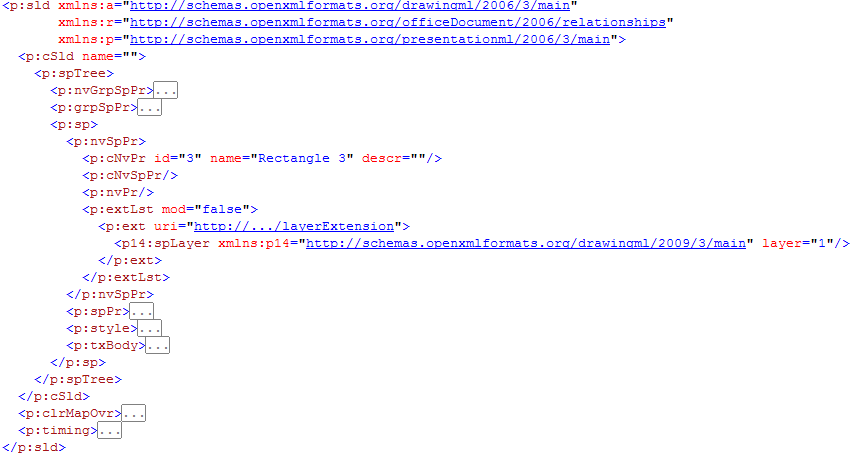 <p:sld xmlns:a="http://schemas.openxmlformats.org/drawingml/2006/3/main"
xmlns:r="http://schemas.openxmlformats.org/officeDocument/2006/relationships"
xmlns:p="http://schemas.openxmlformats.org/presentationml/2006/3/main">
<p:cSld name="">
<p:spTree>
<p:nvGrpSpPr>...
<p:grpSpPr>...
<p:sp>
<p:nvSpPr>
<p:cNvPr id="3" name="Rectangle 3" descr=""/>
<p:cNvSpPr/>
<p:nvPr/>
<p:extLst mod="false">
<p:ext uri="http://.../layerExtension">
<p14:spLayer xmlns:p14="http://schemas.openxmlformats.org/drawingml/2009/3/main" layer="1"/>
</p:ext>
</p:extLst>
</p:nvSpPr>
<p:spPr>...
<p:style>...
<p:txBody>...
</p:sp>
</p:spTree>
</p:cSld>
<p:clrMapOvr>...
<p:timing>...
</p:sld>